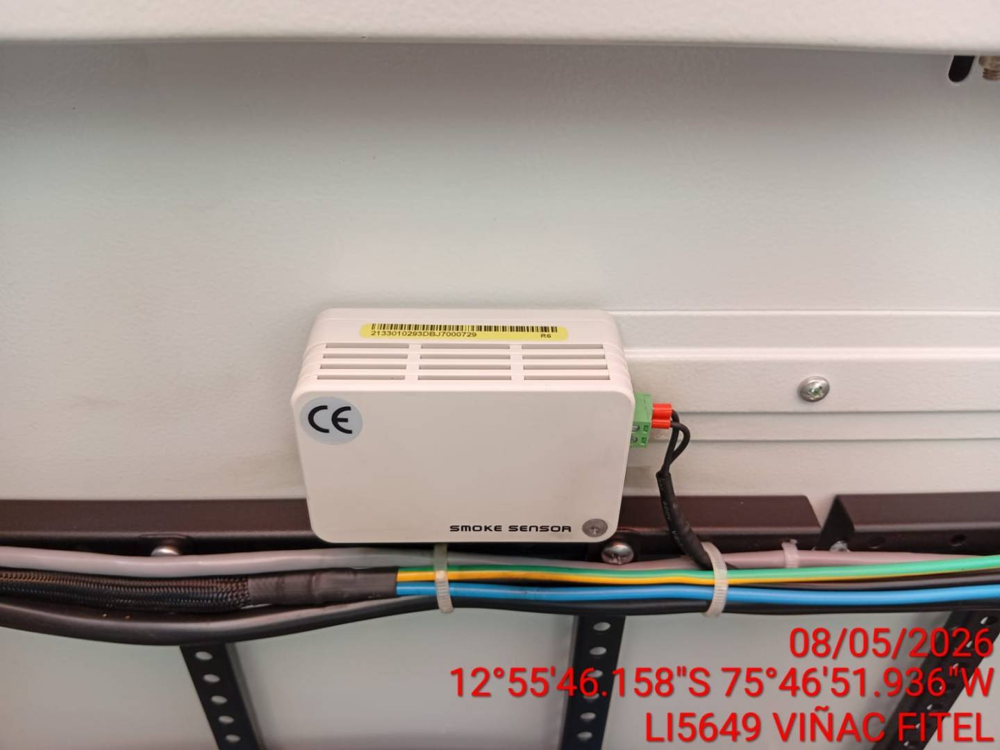 2133010293DBJ7000729 R6
CE
SMOKE SENSOR
08/05/2026
12°55'46.158"S 75°46'51.936"W
LI5649 VIÑAC FITEL